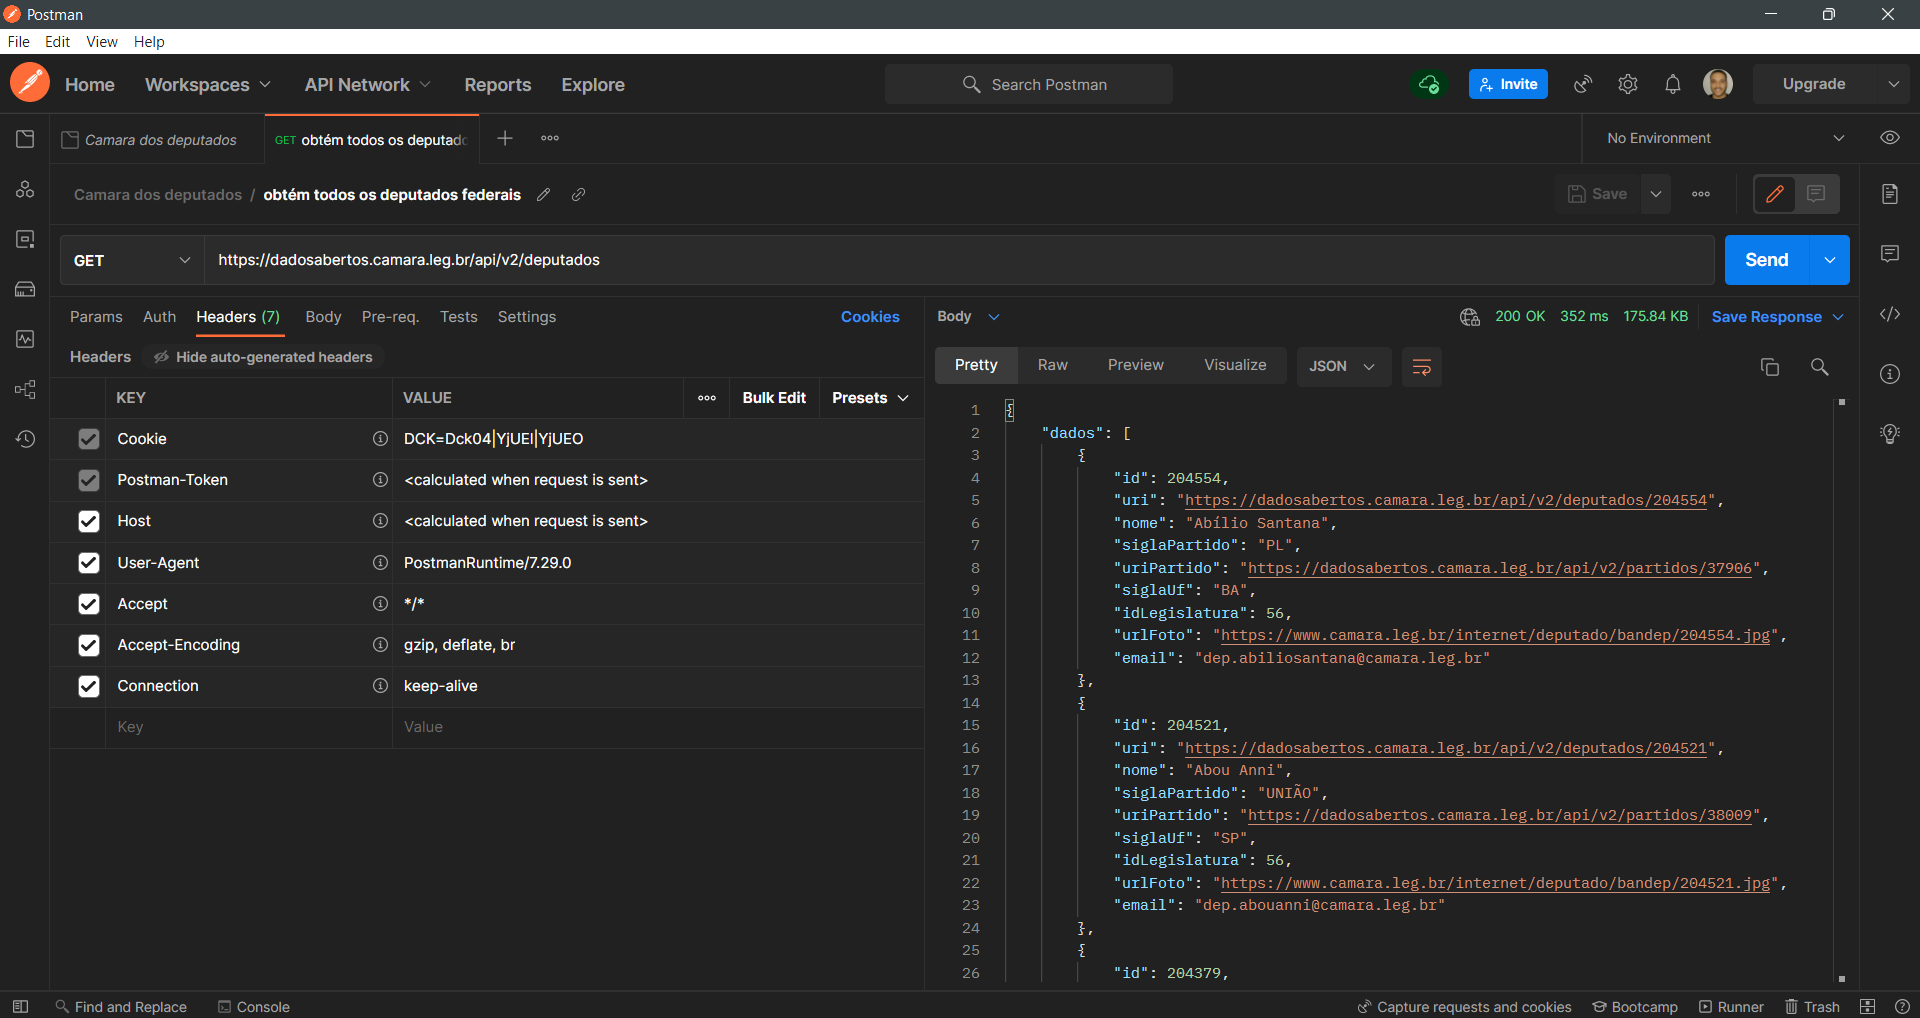 Postman
File Edit View Help
Home Workspaces API Network Reports Explore Search Postman Invite Upgrade
Camara dos deputados GET obtém todos os deputad No Environment
Camara dos deputados / obtém todos os deputados federais Save
GET https://dadosabertos.camara.leg.br/api/v2/deputados Send
Params Auth Headers (7) Body Pre-req. Tests Settings Cookies
Headers Hide auto-generated headers
KEY VALUE Bulk Edit Presets
Cookie DCK=Dck04|YjUEI|YjUEO
Postman-Token <calculated when request is sent>
Host <calculated when request is sent>
User-Agent PostmanRuntime/7.29.0
Accept */*
Accept-Encoding gzip, deflate, br
Connection keep-alive
Key Value
Body 200 OK 352 ms 175.84 KB Save Response
Pretty Raw Preview Visualize JSON
1 {
2 "dados": [
3 {
4 "id": 204554,
5 "uri": "https://dadosabertos.camara.leg.br/api/v2/deputados/204554",
6 "nome": "Abílio Santana",
7 "siglaPartido": "PL",
8 "uriPartido": "https://dadosabertos.camara.leg.br/api/v2/partidos/37906",
9 "siglaUf": "BA",
10 "idLegislatura": 56,
11 "urlFoto": "https://www.camara.leg.br/internet/deputado/bandep/204554.jpg",
12 "email": "dep.abiliosantana@camara.leg.br"
13 },
14 {
15 "id": 204521,
16 "uri": "https://dadosabertos.camara.leg.br/api/v2/deputados/204521",
17 "nome": "Abou Anni",
18 "siglaPartido": "UNIÃO",
19 "uriPartido": "https://dadosabertos.camara.leg.br/api/v2/partidos/38009",
20 "siglaUf": "SP",
21 "idLegislatura": 56,
22 "urlFoto": "https://www.camara.leg.br/internet/deputado/bandep/204521.jpg",
23 "email": "dep.abouanni@camara.leg.br"
24 },
25 {
26 "id": 204379,
Find and Replace Console Capture requests and cookies Bootcamp Runner Trash